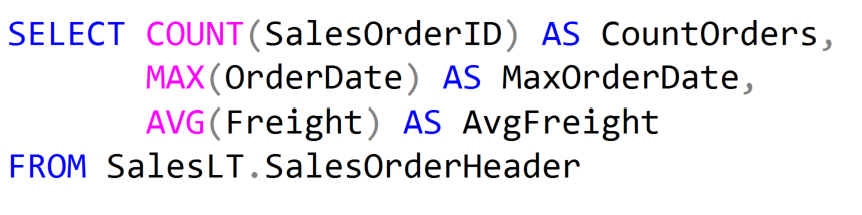 SELECT COUNT(SalesOrderID) AS CountOrders,
MAX(OrderDate) AS MaxOrderDate,
AVG(Freight) AS AvgFreight
FROM SalesLT.SalesOrderHeader